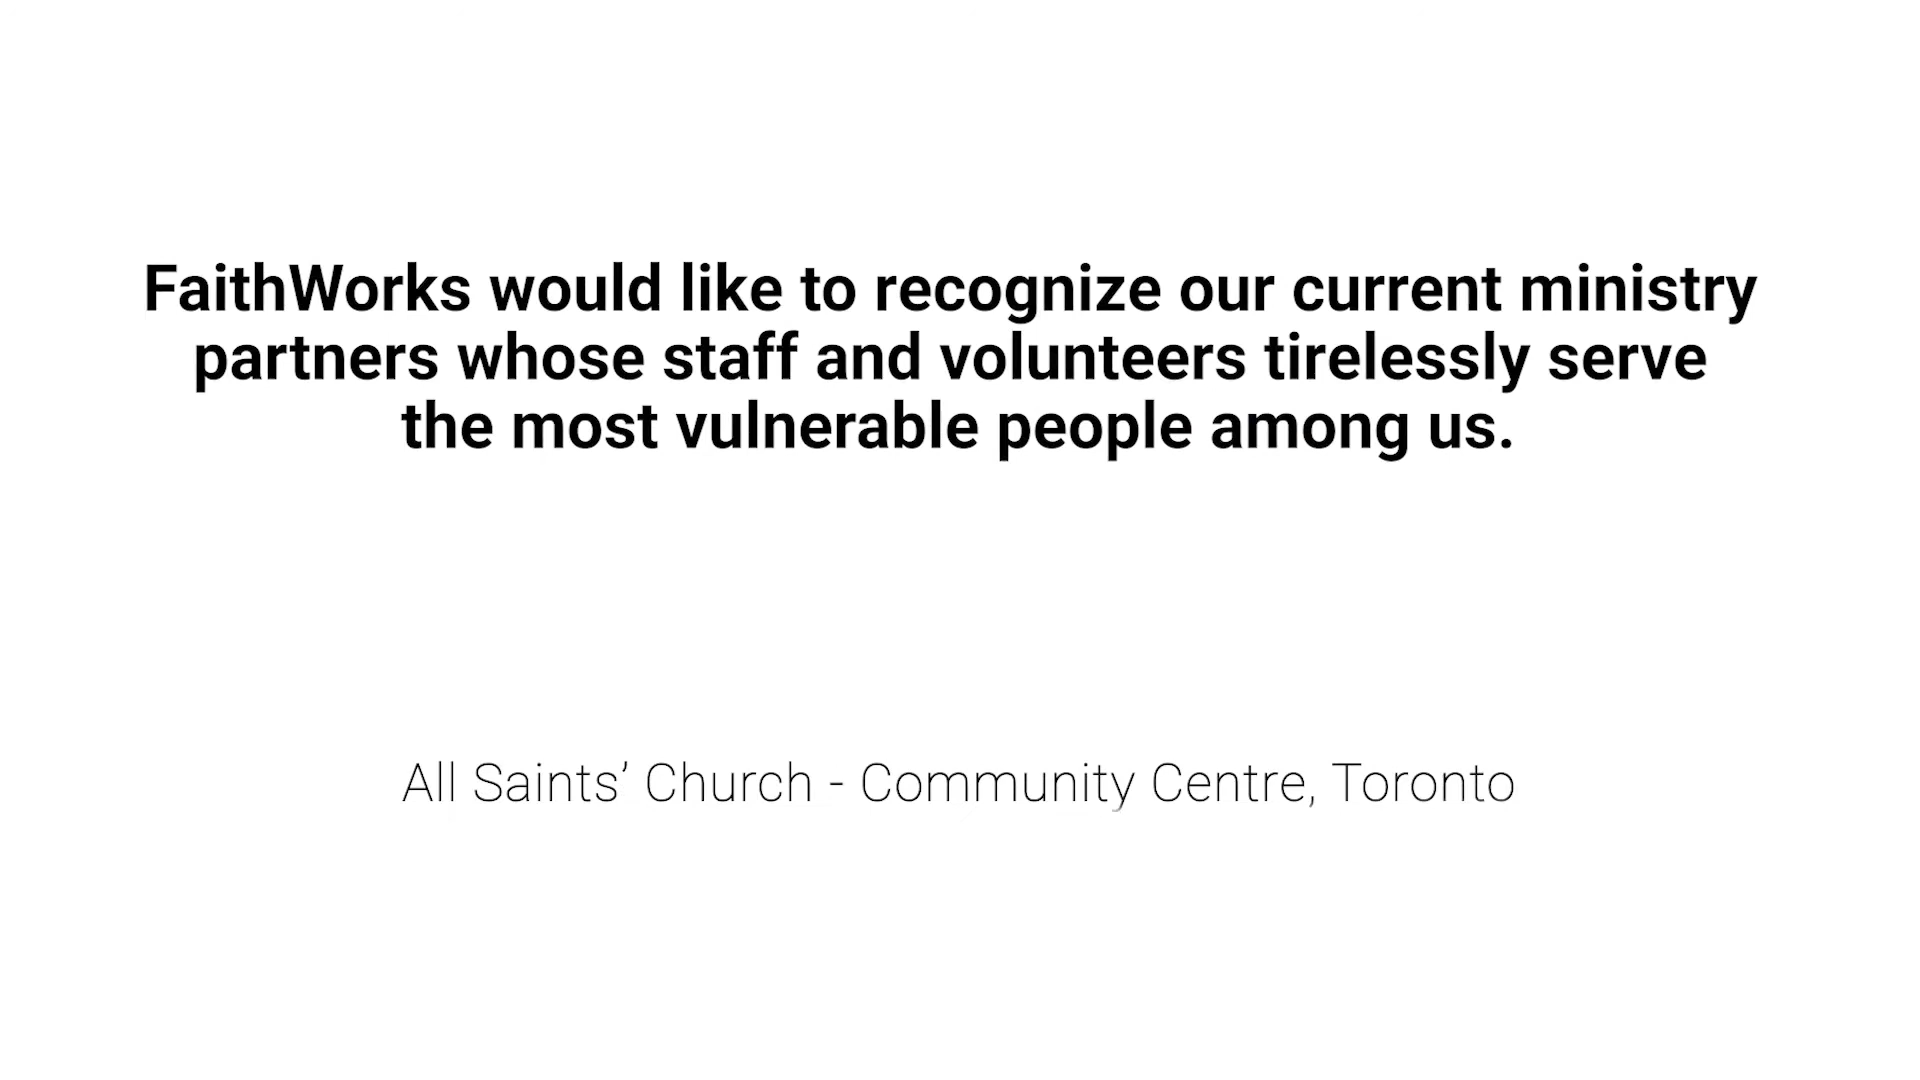 FaithWorks would like to recognize our current ministry
partners whose staff and volunteers tirelessly serve
the most vulnerable people among us.
All Saints’ Church - Community Centre, Toronto